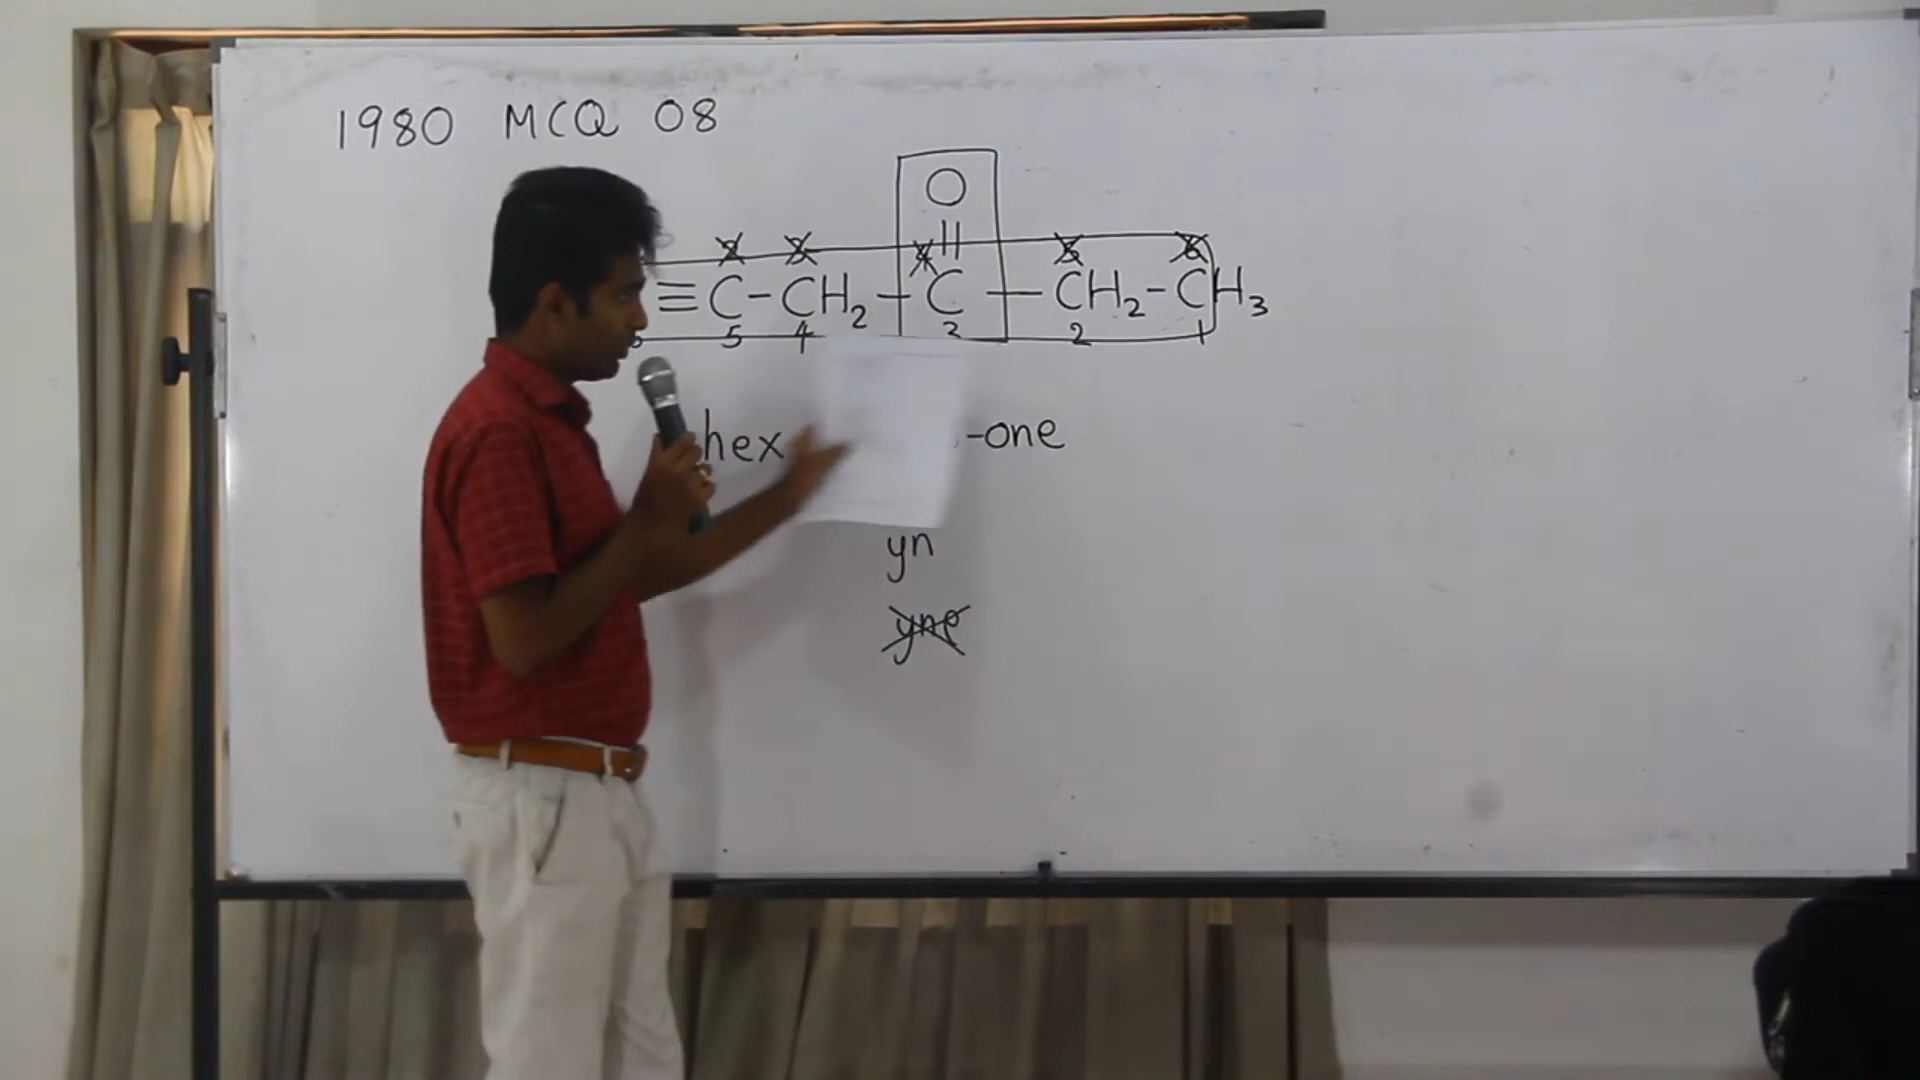 1980 MCQ 08
O
||
≡C-CH₂-C-CH₂-CH₃
5 4 3 2 1
hex -one
yn
yne